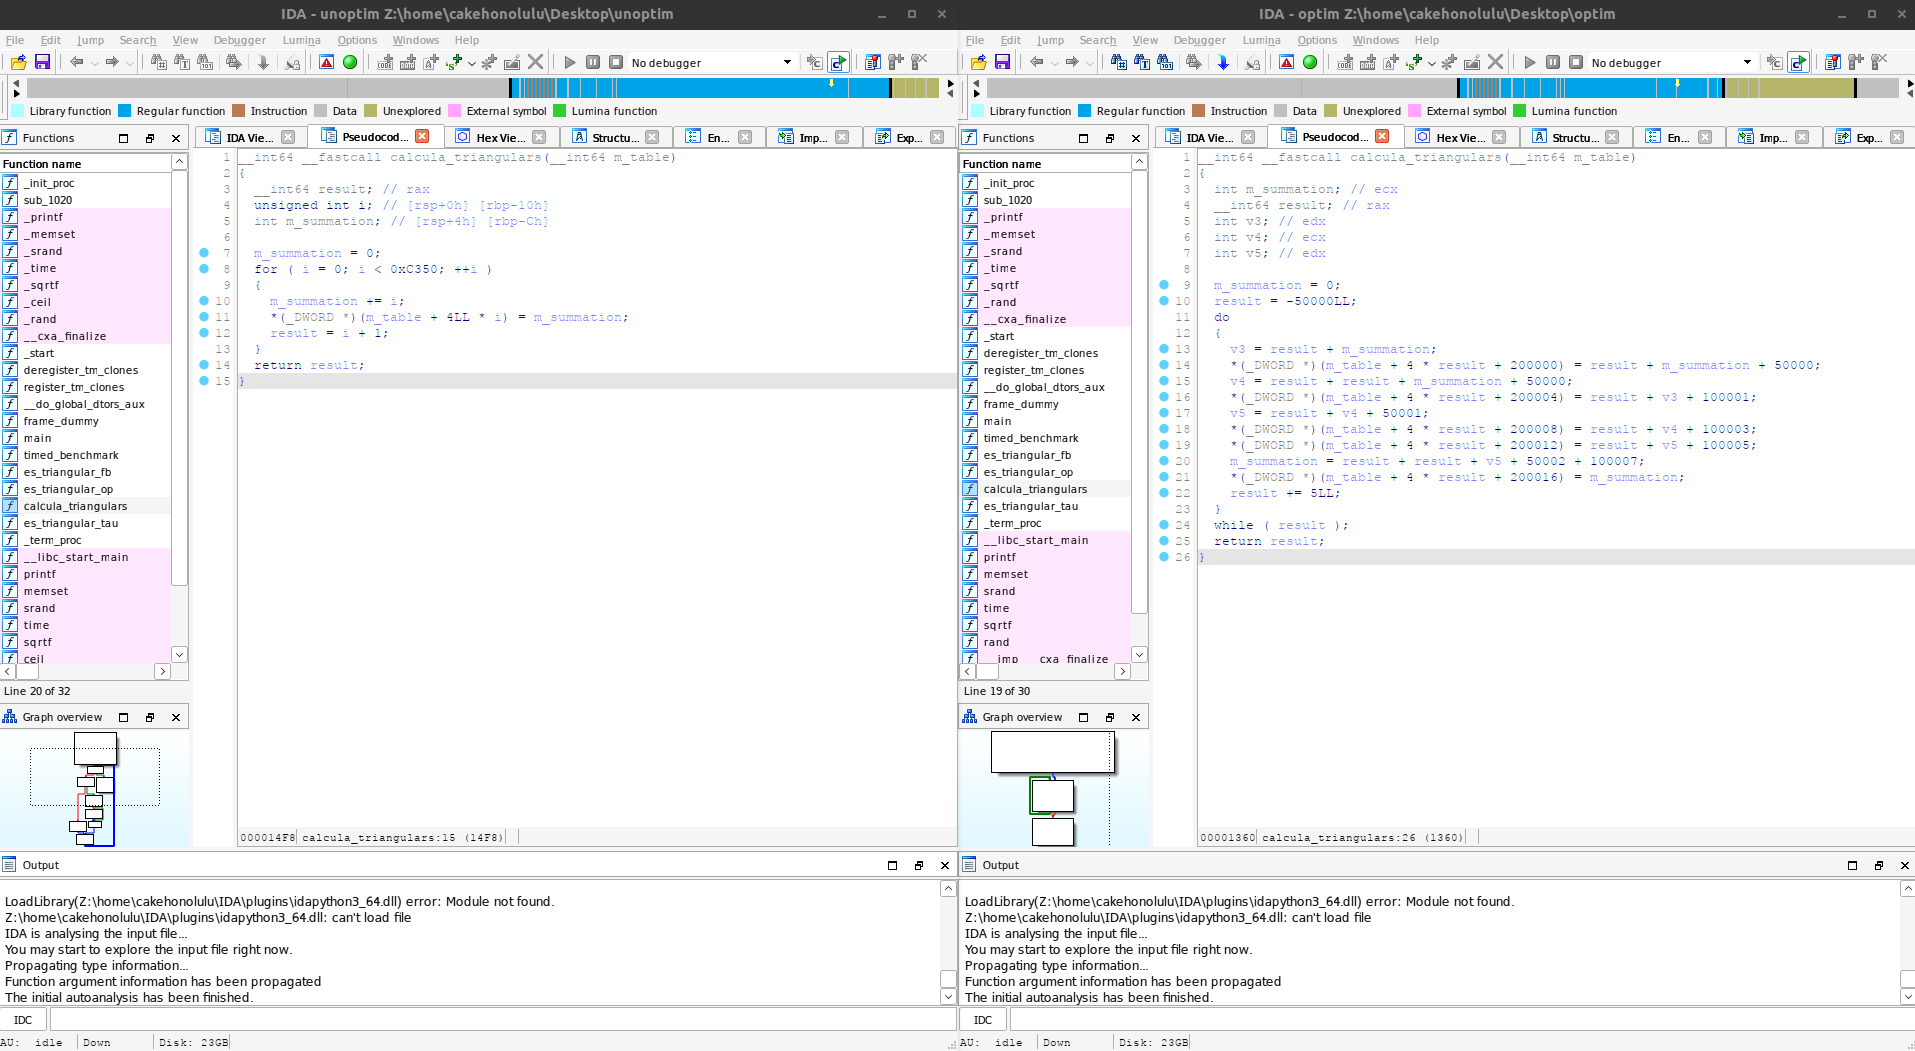 IDA - unoptim Z:\home\cakehonolulu\Desktop\unoptim
File Edit Jump Search View Debugger Lumina Options Windows Help
No debugger
Library function Regular function Instruction Data Unexplored External symbol Lumina function
Functions
Function name
_init_proc
sub_1020
_printf
_memset
_srand
_time
_sqrtf
_ceil
_rand
__cxa_finalize
_start
deregister_tm_clones
register_tm_clones
__do_global_dtors_aux
frame_dummy
main
timed_benchmark
es_triangular_fb
es_triangular_op
calcula_triangulars
es_triangular_tau
_term_proc
__libc_start_main
printf
memset
srand
time
sqrtf
ceil
Line 20 of 32
Graph overview
IDA Vie... Pseudocod... Hex Vie... Structu... En... Imp... Exp...
1 __int64 __fastcall calcula_triangulars(__int64 m_table)
2 {
3 __int64 result; // rax
4 unsigned int i; // [rsp+0h] [rbp-10h]
5 int m_summation; // [rsp+4h] [rbp-Ch]
6
7 m_summation = 0;
8 for ( i = 0; i < 0xC350; ++i )
9 {
10 m_summation += i;
11 *(_DWORD *)(m_table + 4LL * i) = m_summation;
12 result = i + 1;
13 }
14 return result;
15 }
000014F8 calcula_triangulars:15 (14F8)
Output
LoadLibrary(Z:\home\cakehonolulu\IDA\plugins\idapython3_64.dll) error: Module not found.
Z:\home\cakehonolulu\IDA\plugins\idapython3_64.dll: can't load file
IDA is analysing the input file...
You may start to explore the input file right now.
Propagating type information...
Function argument information has been propagated
The initial autoanalysis has been finished.
IDC
AU: idle Down Disk: 23GB
IDA - optim Z:\home\cakehonolulu\Desktop\optim
File Edit Jump Search View Debugger Lumina Options Windows Help
No debugger
Library function Regular function Instruction Data Unexplored External symbol Lumina function
Functions
Function name
_init_proc
sub_1020
_printf
_memset
_srand
_time
_sqrtf
_rand
__cxa_finalize
_start
deregister_tm_clones
register_tm_clones
__do_global_dtors_aux
frame_dummy
main
timed_benchmark
es_triangular_fb
es_triangular_op
calcula_triangulars
es_triangular_tau
_term_proc
__libc_start_main
printf
memset
srand
time
sqrtf
rand
__imp___cxa_finalize
Line 19 of 30
Graph overview
IDA Vie... Pseudocod... Hex Vie... Structu... En... Imp... Exp...
1 __int64 __fastcall calcula_triangulars(__int64 m_table)
2 {
3 int m_summation; // ecx
4 __int64 result; // rax
5 int v3; // edx
6 int v4; // ecx
7 int v5; // edx
8
9 m_summation = 0;
10 result = -50000LL;
11 do
12 {
13 v3 = result + m_summation;
14 *(_DWORD *)(m_table + 4 * result + 200000) = result + m_summation + 50000;
15 v4 = result + result + m_summation + 50000;
16 *(_DWORD *)(m_table + 4 * result + 200004) = result + v3 + 100001;
17 v5 = result + v4 + 50001;
18 *(_DWORD *)(m_table + 4 * result + 200008) = result + v4 + 100003;
19 *(_DWORD *)(m_table + 4 * result + 200012) = result + v5 + 100005;
20 m_summation = result + result + v5 + 50002 + 100007;
21 *(_DWORD *)(m_table + 4 * result + 200016) = m_summation;
22 result += 5LL;
23 }
24 while ( result );
25 return result;
26 }
00001360 calcula_triangulars:26 (1360)
Output
LoadLibrary(Z:\home\cakehonolulu\IDA\plugins\idapython3_64.dll) error: Module not found.
Z:\home\cakehonolulu\IDA\plugins\idapython3_64.dll: can't load file
IDA is analysing the input file...
You may start to explore the input file right now.
Propagating type information...
Function argument information has been propagated
The initial autoanalysis has been finished.
IDC
AU: idle Down Disk: 23GB